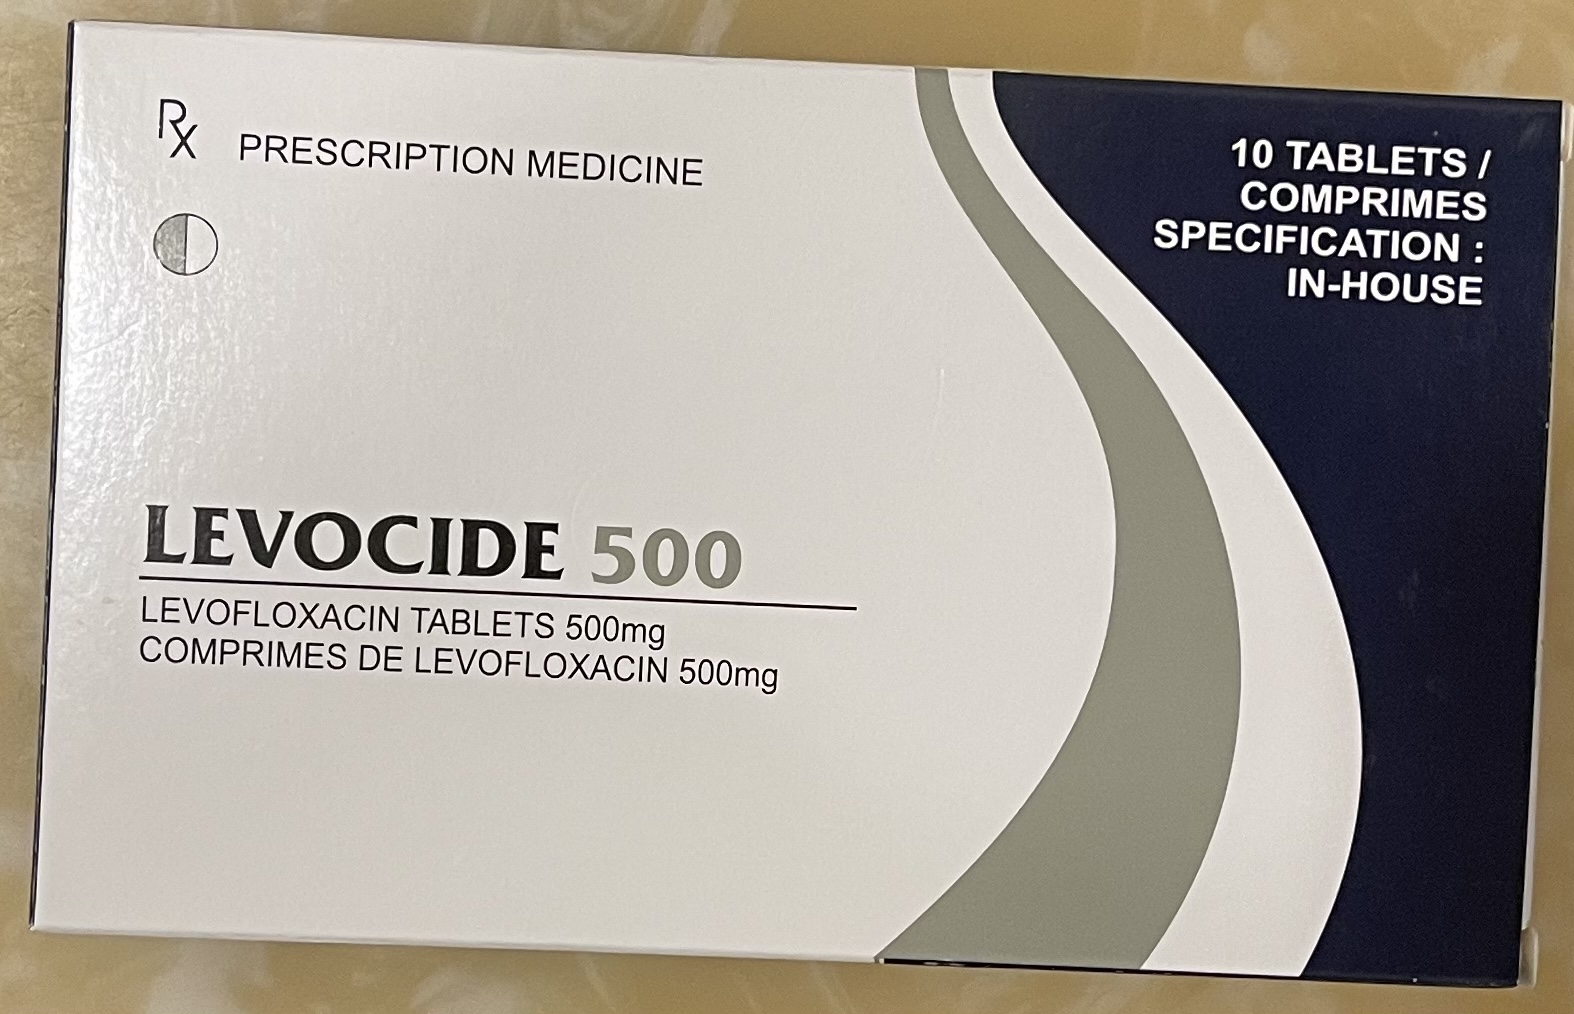 Rx PRESCRIPTION MEDICINE
10 TABLETS /
COMPRIMES
SPECIFICATION :
IN-HOUSE
LEVOCIDE 500
LEVOFLOXACIN TABLETS 500mg
COMPRIMES DE LEVOFLOXACIN 500mg